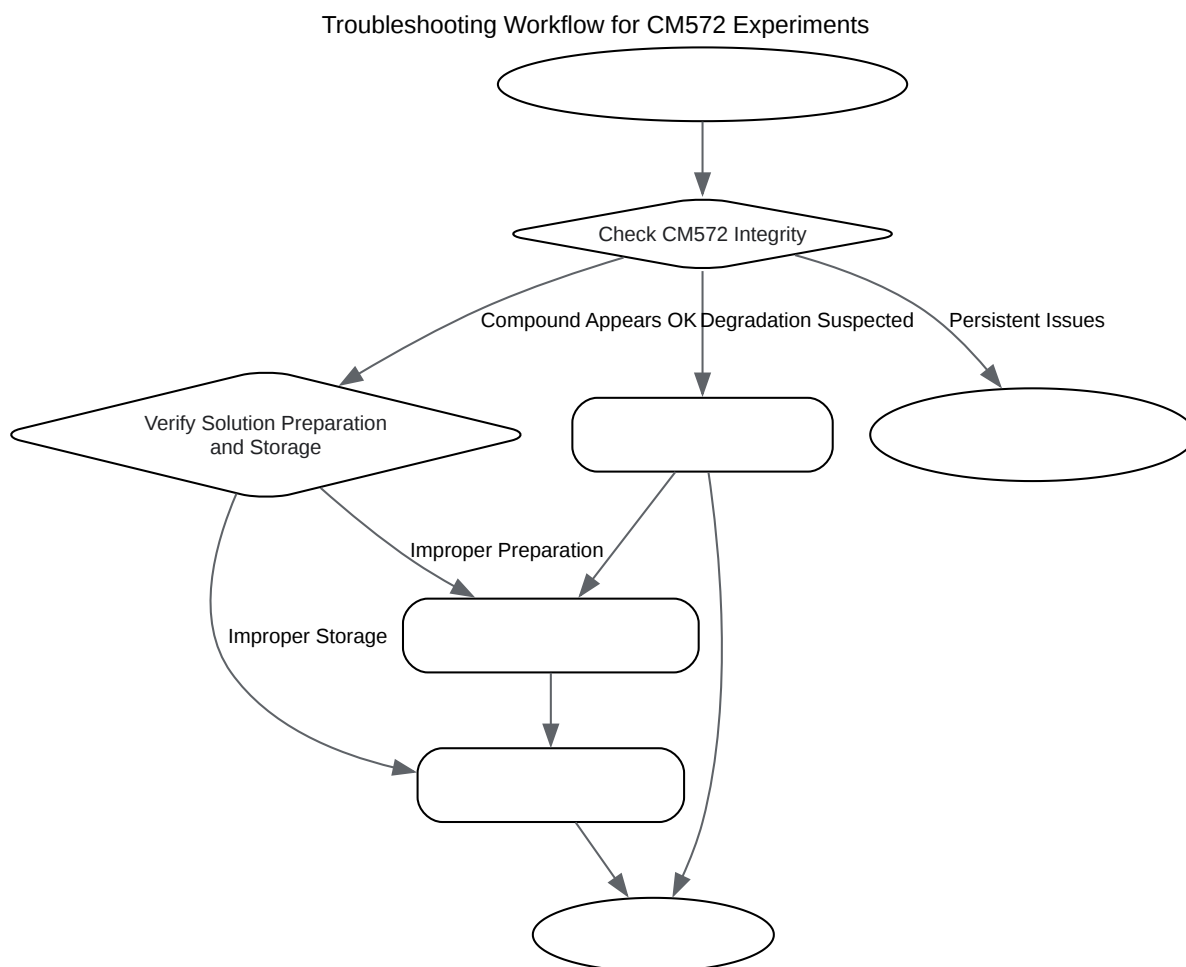 Troubleshooting Workflow for CM572 Experiments
Check CM572 Integrity
Compound Appears OK
Degradation Suspected
Persistent Issues
Verify Solution Preparation
and Storage
Improper Preparation
Improper Storage